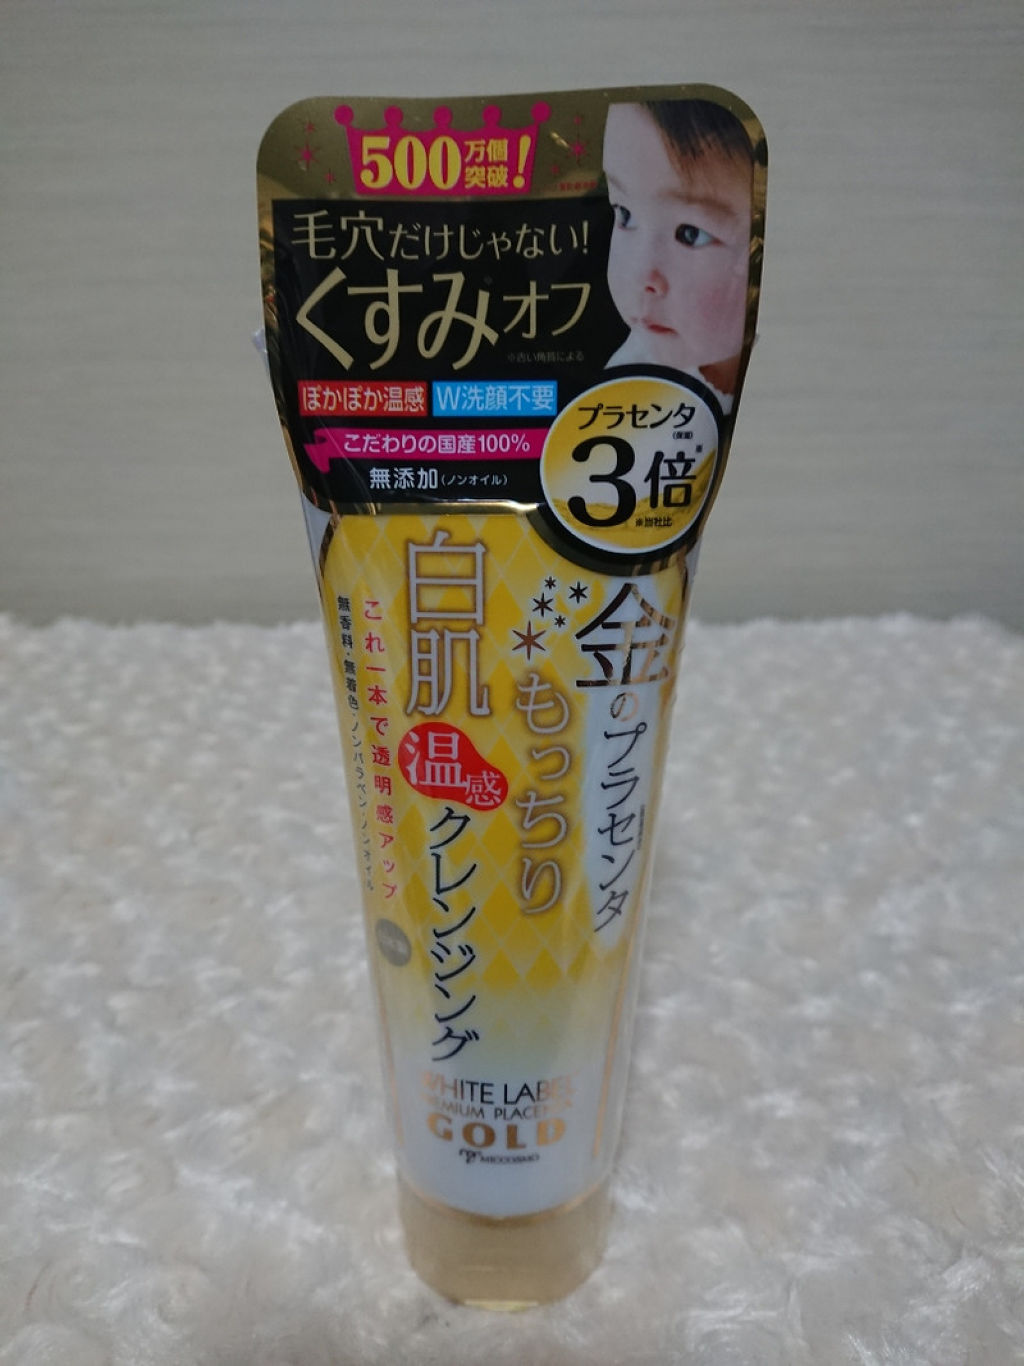 500万個突破!
毛穴だけじゃない!
くすみオフ
※古い角質による
ぽかぽか温感
W洗顔不要
こだわりの国産100%
無添加(ノンオイル)
プラセンタ
(保湿)
3倍※
※当社比
金のプラセンタ
もっちり
白肌
温感
クレンジング
これ一本で透明感アップ
無香料・無着色・ノンパラベン・ノンオイル
WHITE LABEL
PREMIUM PLACENTA
GOLD
MICCOSMO